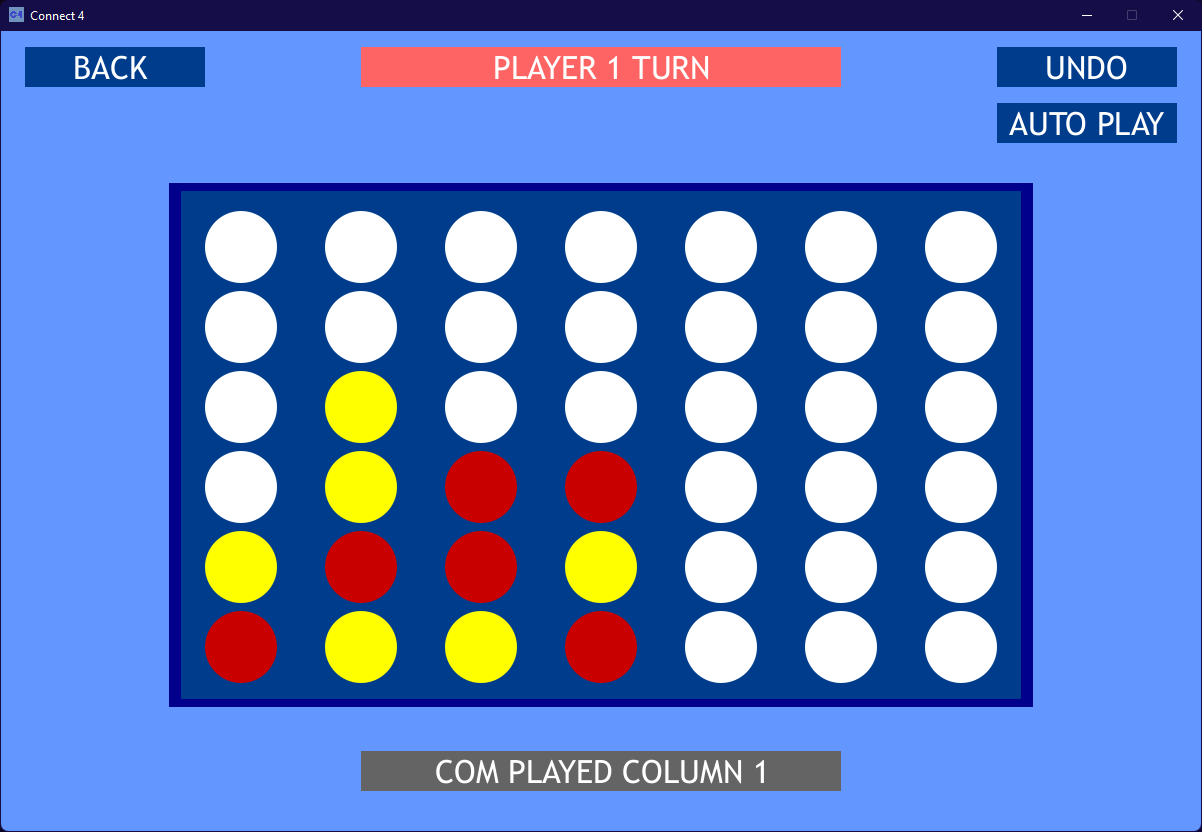 Connect 4
BACK
PLAYER 1 TURN
UNDO
AUTO PLAY
COM PLAYED COLUMN 1